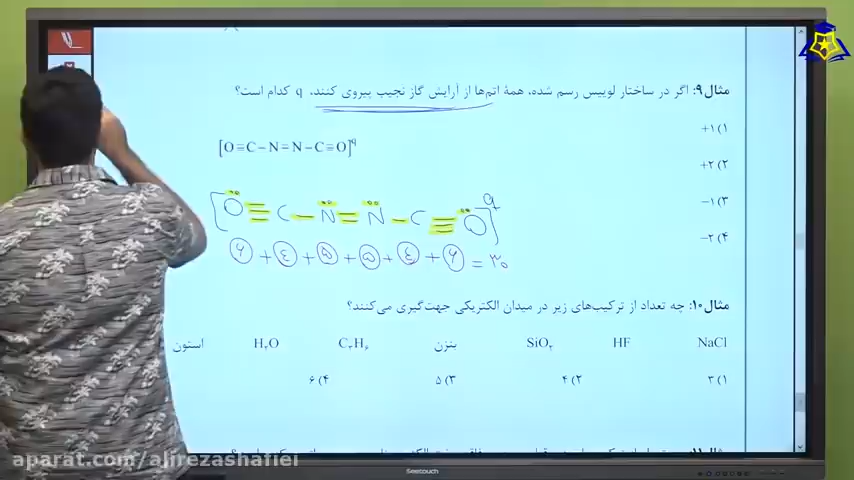 مثال۹: اگر در ساختار لوییس رسم شده، همهٔ اتم‌ها از آرایش گاز نجیب پیروی کنند، q کدام است؟
۱) ۱+
[O≡C−N=N−C≡O]q
۲) ۲+
۳) ۱−
[O≡C−N=N−C≡O]q
۴) ۲−
۶+۴+۵+۵+۴+۶=۳۰
مثال۱۰: چه تعداد از ترکیب‌های زیر در میدان الکتریکی جهت‌گیری می‌کنند؟
NaCl HF SiO۲ بنزن C۲H۶ H۲O استون
۱) ۳ ۲) ۴ ۳) ۵ ۴) ۶
aparat.com/alirezashafiei
Seetouch